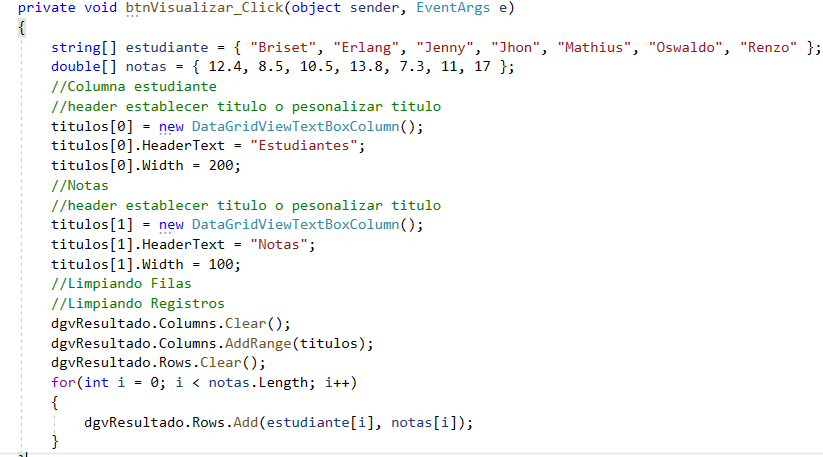 private void btnVisualizar_Click(object sender, EventArgs e)
{
string[] estudiante = { "Briset", "Erlang", "Jenny", "Jhon", "Mathius", "Oswaldo", "Renzo" };
double[] notas = { 12.4, 8.5, 10.5, 13.8, 7.3, 11, 17 };
//Columna estudiante
//header establecer titulo o pesonalizar titulo
titulos[0] = new DataGridViewTextBoxColumn();
titulos[0].HeaderText = "Estudiantes";
titulos[0].Width = 200;
//Notas
//header establecer titulo o pesonalizar titulo
titulos[1] = new DataGridViewTextBoxColumn();
titulos[1].HeaderText = "Notas";
titulos[1].Width = 100;
//Limpiando Filas
//Limpiando Registros
dgvResultado.Columns.Clear();
dgvResultado.Columns.AddRange(titulos);
dgvResultado.Rows.Clear();
for(int i = 0; i < notas.Length; i++)
{
dgvResultado.Rows.Add(estudiante[i], notas[i]);
}